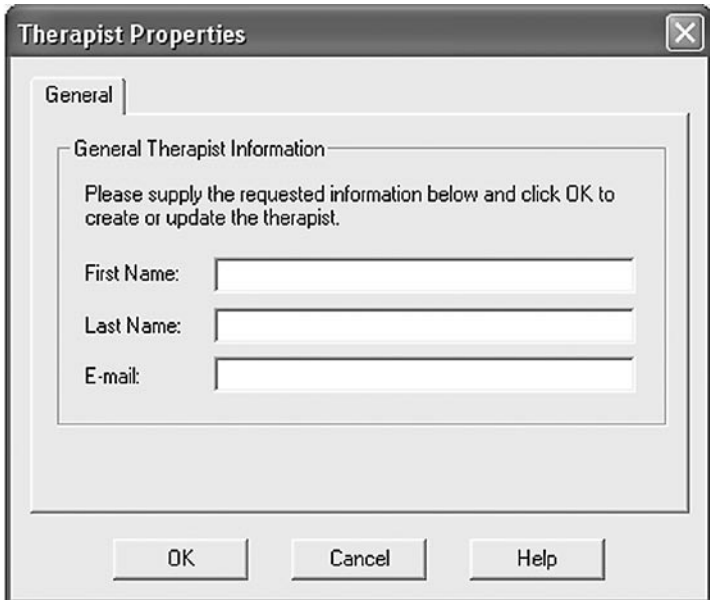 Therapist Properties
General
General Therapist Information
Please supply the requested information below and click OK to
create or update the therapist.
First Name:
Last Name:
E-mail:
OK Cancel Help